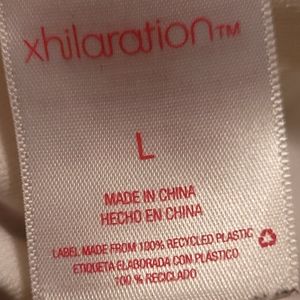 xhilaration™
L
MADE IN CHINA
HECHO EN CHINA
LABEL MADE FROM 100% RECYCLED PLASTIC
ETIQUETA ELABORADA CON PLASTICO
100 % RECICLADO